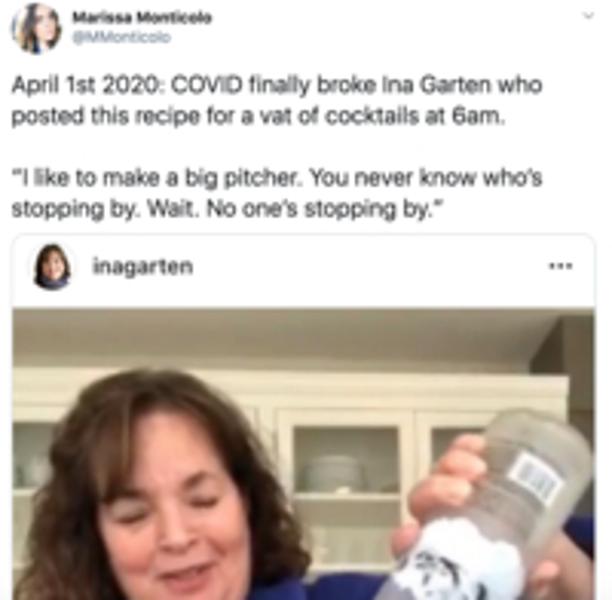 Marissa Monticolo
@MMonticolo
April 1st 2020: COVID finally broke Ina Garten who
posted this recipe for a vat of cocktails at 6am.
“I like to make a big pitcher. You never know who’s
stopping by. Wait. No one’s stopping by.”
inagarten